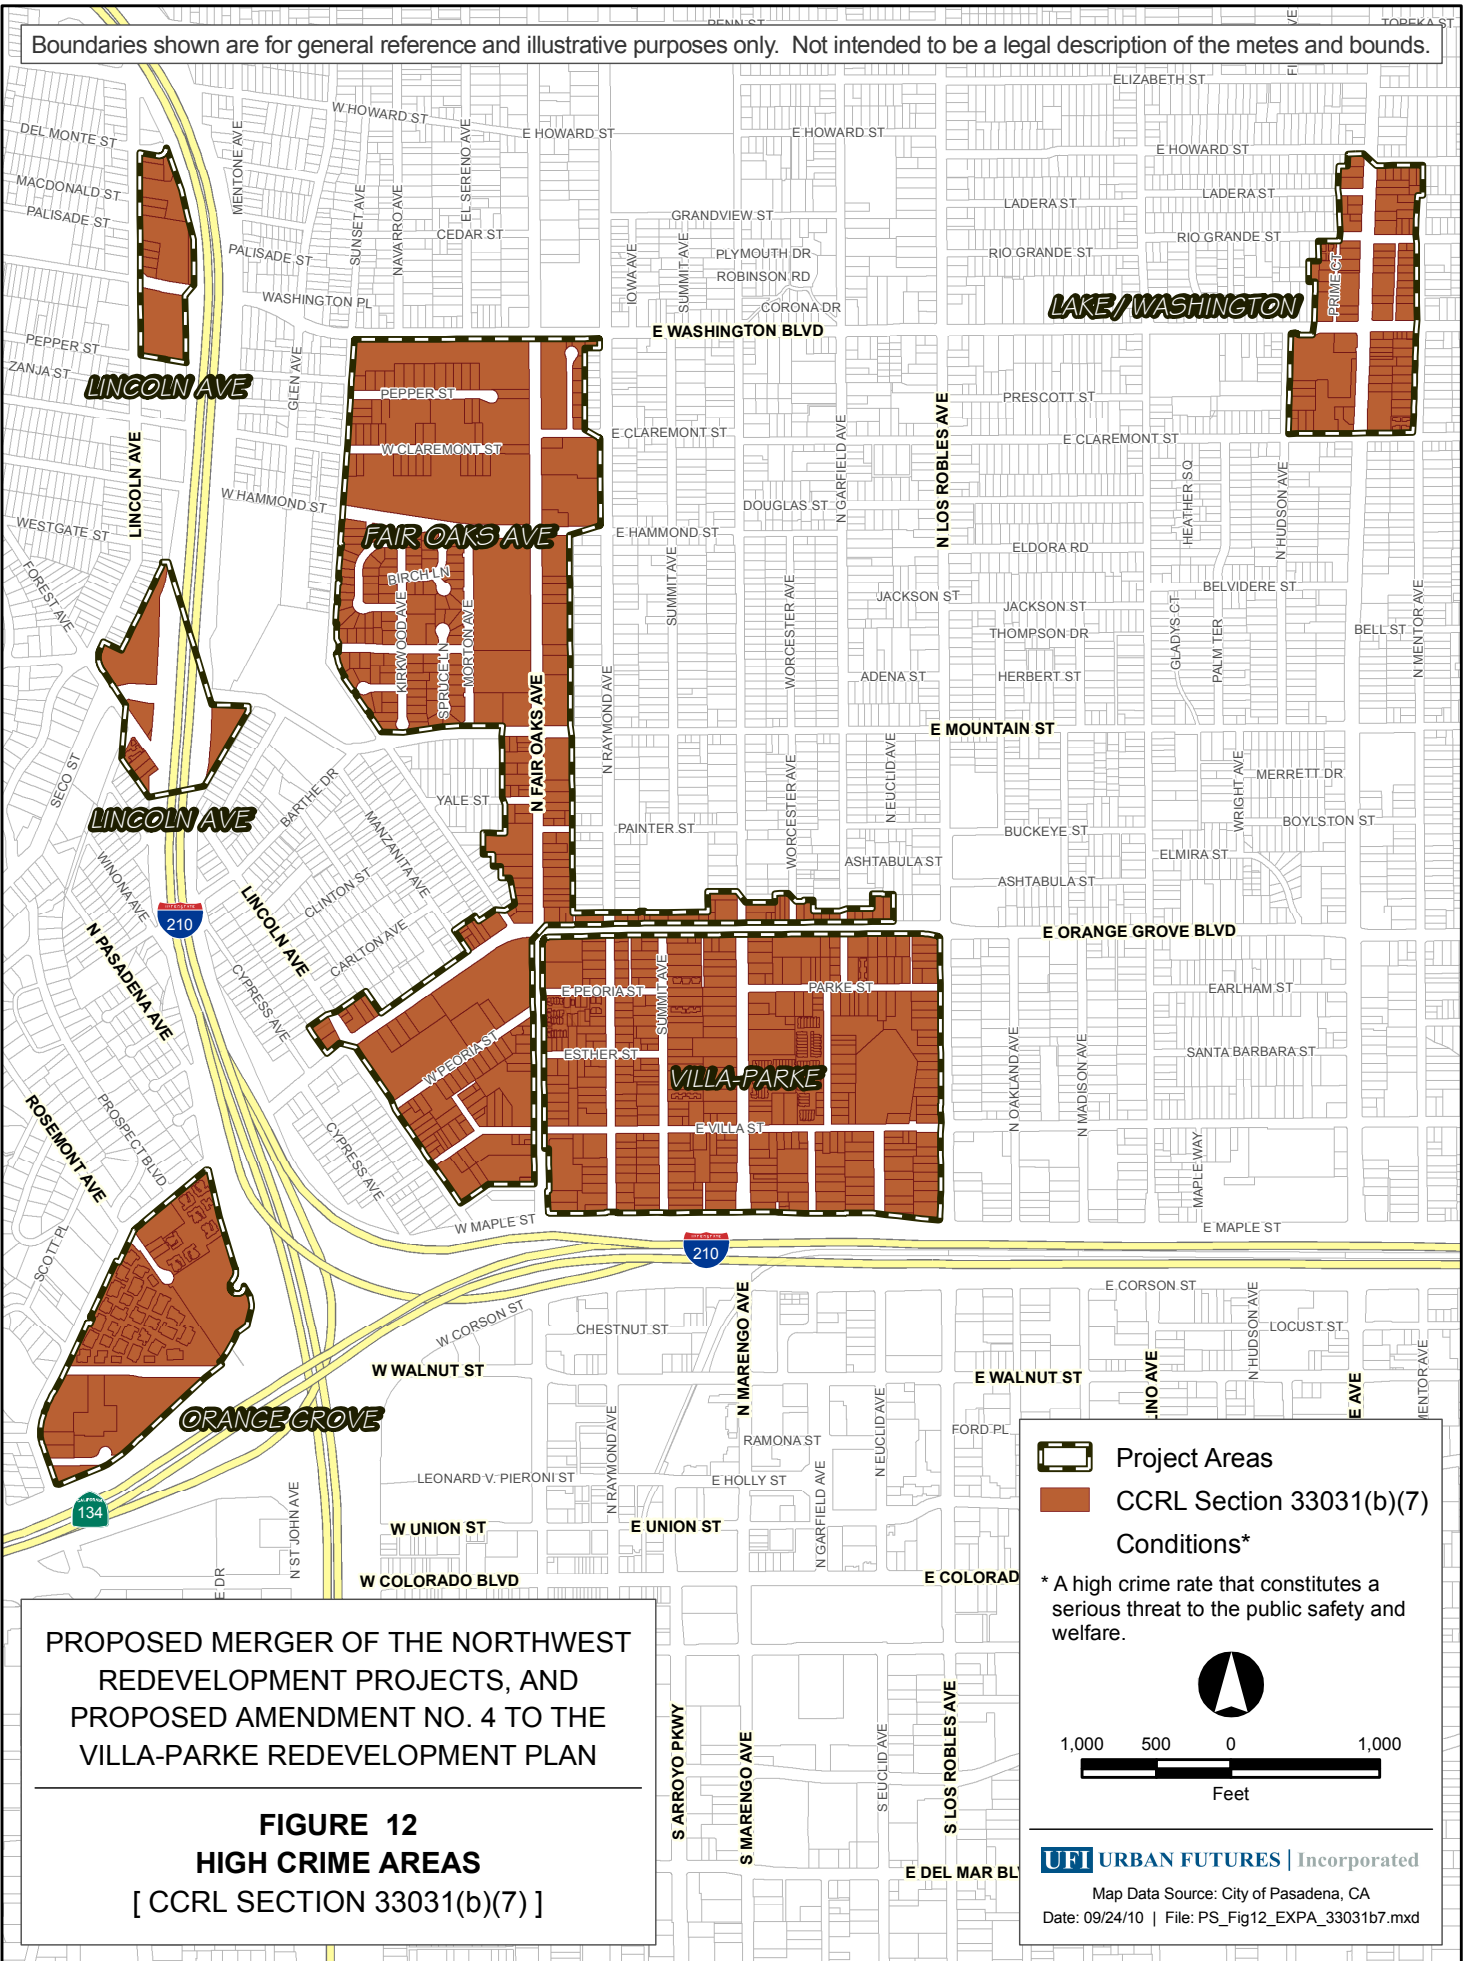 PENN ST
TOPEKA ST
Boundaries shown are for general reference and illustrative purposes only. Not intended to be a legal description of the metes and bounds.
ELIZABETH ST
W HOWARD ST
E HOWARD ST
E HOWARD ST
E HOWARD ST
DEL MONTE ST
MENTONE AVE
EL SERENO AVE
MACDONALD ST
PALISADE ST
SUNSET AVE
NAVARRO AVE
LADERA ST
LADERA ST
GRANDVIEW ST
CEDAR ST
RIO GRANDE ST
RIO GRANDE ST
PALISADE ST
IOWA AVE
SUMMIT AVE
PLYMOUTH DR
ROBINSON RD
PRIME CT
WASHINGTON PL
CORONA DR
LAKE/WASHINGTON
E WASHINGTON BLVD
PEPPER ST
ZANJA ST
LINCOLN AVE
GLEN AVE
PEPPER ST
PRESCOTT ST
N GARFIELD AVE
N LOS ROBLES AVE
E CLAREMONT ST
E CLAREMONT ST
W CLAREMONT ST
LINCOLN AVE
W HAMMOND ST
DOUGLAS ST
HEATHER SQ
N HUDSON AVE
WESTGATE ST
FAIR OAKS AVE
E HAMMOND ST
ELDORA RD
FOREST AVE
BIRCH LN
SUMMIT AVE
WORCESTER AVE
JACKSON ST
JACKSON ST
BELVIDERE ST
KIRKWOOD AVE
SPRUCE LN
MORTON AVE
THOMPSON DR
GLADYS CT
PALM TER
BELL ST
N MENTOR AVE
ADENA ST
HERBERT ST
N FAIR OAKS AVE
N RAYMOND AVE
E MOUNTAIN ST
SECO ST
BARTHE DR
YALE ST
MANZANITA AVE
WORCESTER AVE
N EUCLID AVE
WRIGHT AVE
MERRETT DR
LINCOLN AVE
PAINTER ST
BUCKEYE ST
BOYLSTON ST
WINONA AVE
ASHTABULA ST
ELMIRA ST
CLINTON ST
ASHTABULA ST
INTERSTATE
210
LINCOLN AVE
CARLTON AVE
E ORANGE GROVE BLVD
N PASADENA AVE
CYPRESS AVE
E PEORIA ST
SUMMIT AVE
PARKE ST
EARLHAM ST
W PEORIA ST
ESTHER ST
N OAKLAND AVE
N MADISON AVE
SANTA BARBARA ST
VILLA-PARKE
ROSEMONT AVE
PROSPECT BLVD
CYPRESS AVE
E VILLA ST
MAPLE WAY
W MAPLE ST
E MAPLE ST
SCOTT PL
INTERSTATE
210
W CORSON ST
E CORSON ST
CHESTNUT ST
N MARENGO AVE
N HUDSON AVE
LOCUST ST
W WALNUT ST
E WALNUT ST
LINO AVE
E AVE
MENTOR AVE
ORANGE GROVE
N RAYMOND AVE
RAMONA ST
N EUCLID AVE
FORD PL
LEONARD V. PIERONI ST
E HOLLY ST
N GARFIELD AVE
CALIFORNIA
134
N ST JOHN AVE
W UNION ST
E UNION ST
E DR
W COLORADO BLVD
E COLORAD
Project Areas
CCRL Section 33031(b)(7)
Conditions*
* A high crime rate that constitutes a
serious threat to the public safety and
welfare.
1,000 500 0 1,000
Feet
UFI URBAN FUTURES | Incorporated
Map Data Source: City of Pasadena, CA
Date: 09/24/10 | File: PS_Fig12_EXPA_33031b7.mxd
S ARROYO PKWY
S MARENGO AVE
S EUCLID AVE
S LOS ROBLES AVE
E DEL MAR BL
PROPOSED MERGER OF THE NORTHWEST
REDEVELOPMENT PROJECTS, AND
PROPOSED AMENDMENT NO. 4 TO THE
VILLA-PARKE REDEVELOPMENT PLAN
FIGURE 12
HIGH CRIME AREAS
[ CCRL SECTION 33031(b)(7) ]